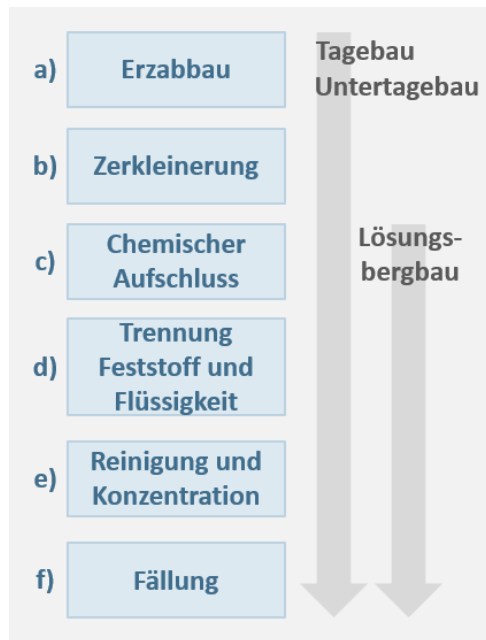 a) Erzabbau
Tagebau
Untertagebau
b) Zerkleinerung
c) Chemischer
Aufschluss
Lösungs-
bergbau
d) Trennung
Feststoff und
Flüssigkeit
e) Reinigung und
Konzentration
f) Fällung